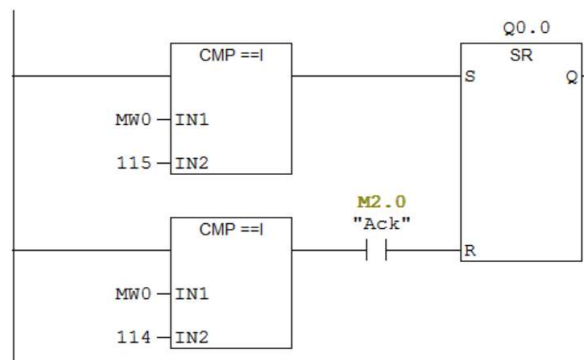 Q0.0
CMP ==I
SR
S
Q
MW0
IN1
115
IN2
M2.0
"Ack"
CMP ==I
R
MW0
IN1
114
IN2